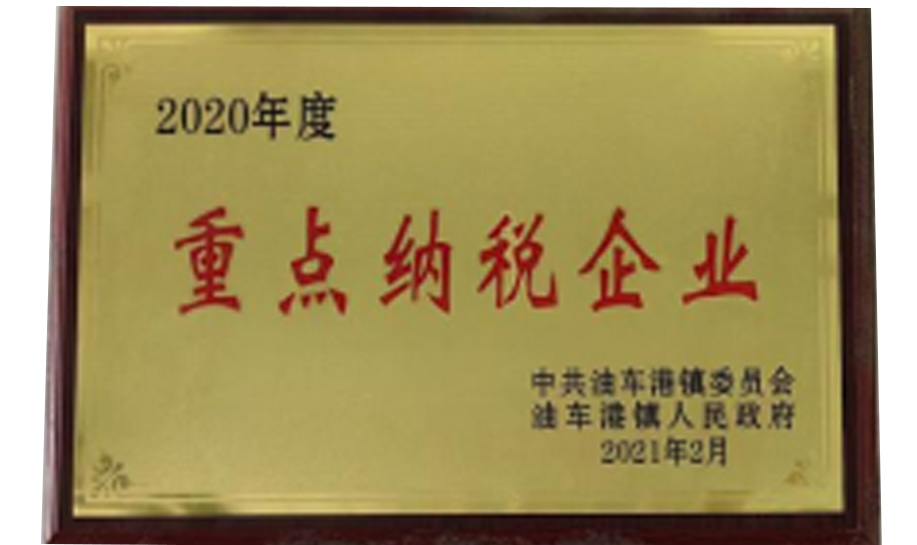 2020年度
重点纳税企业
中共油车港镇委员会
油车港镇人民政府
2021年2月